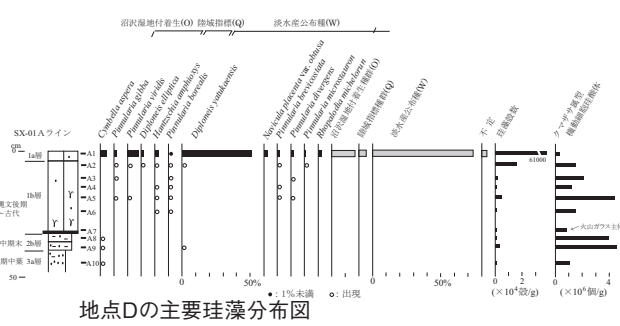 沼沢湿地付着生(O) 陸域指標(Q) 淡水産公布種(W)
Cymbella aspera
Pinnularia gibba
Pinnularia viridis
Diploneis elliptica
Hantzschia amphioxys
Pinnularia borealis
Diploneis yatukaensis
Navicula placenta var. obtusa
Pinnularia brevicostata
Pinnularia divergens
Pinnularia microstauron
Rhopalodia michelorum
沼沢湿地付着生種群(O)
陸域指標種群(Q)
淡水産公布種(W)
不 定
珪藻殻数
クマザサ属型
機動細胞珪酸体
SX-01 A ライン
cm
0
1a層
A1
61000
A2
1b層
A3
A4
A5
縄文後期
～古代
A6
A7
火山ガラス主体
中期末 2b層
A8
A9
期中葉 3a層
A10
50
0 50% 0 50% 0 2 0 4
●：1%未満 ○：出現 (×10⁴殻/g) (×10⁶個/g)
地点Dの主要珪藻分布図